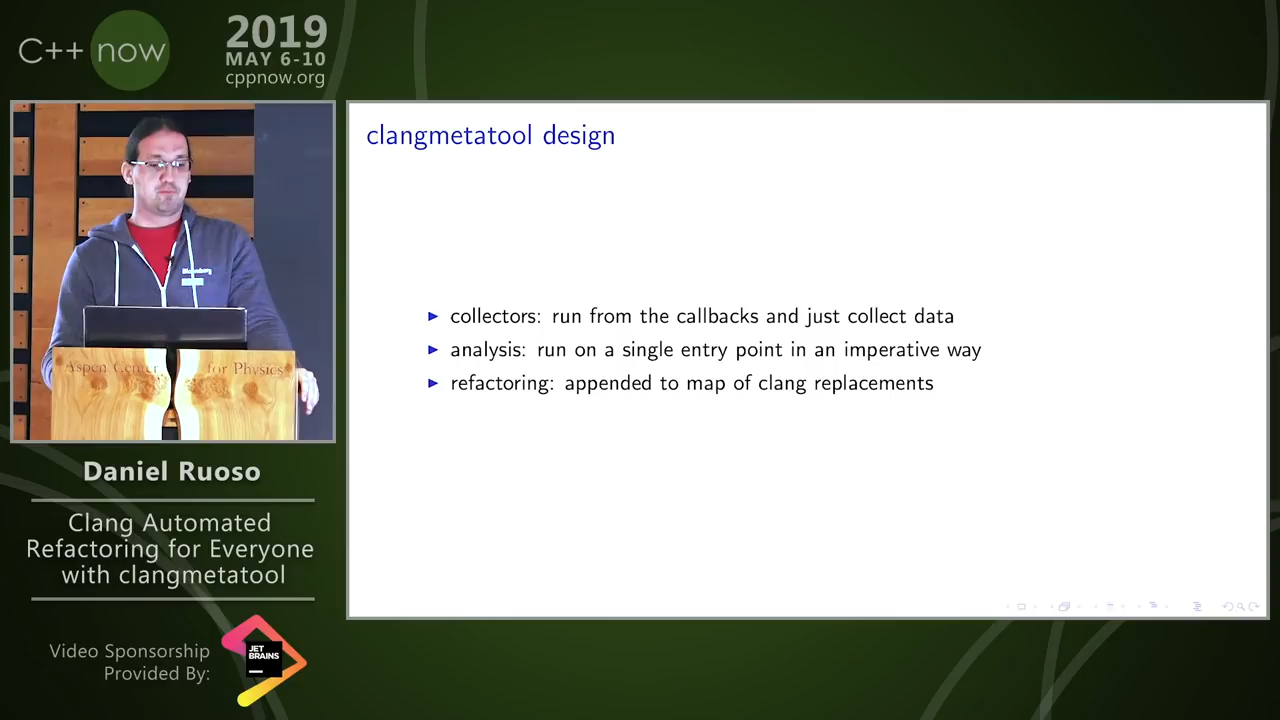 C++ now
2019
MAY 6-10
cppnow.org
clangmetatool design
collectors: run from the callbacks and just collect data
analysis: run on a single entry point in an imperative way
refactoring: appended to map of clang replacements
Bloomberg
Aspen Center for Physics
Daniel Ruoso
Clang Automated
Refactoring for Everyone
with clangmetatool
Video Sponsorship
Provided By:
JET
BRAINS